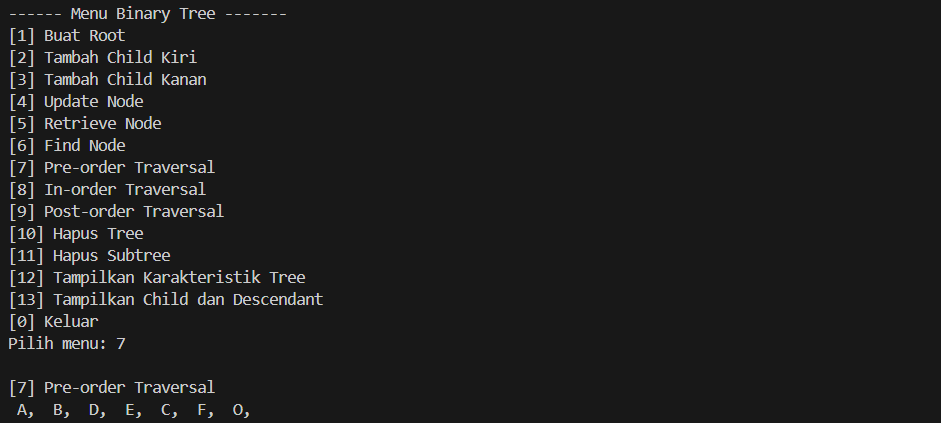 ------ Menu Binary Tree -------
[1] Buat Root
[2] Tambah Child Kiri
[3] Tambah Child Kanan
[4] Update Node
[5] Retrieve Node
[6] Find Node
[7] Pre-order Traversal
[8] In-order Traversal
[9] Post-order Traversal
[10] Hapus Tree
[11] Hapus Subtree
[12] Tampilkan Karakteristik Tree
[13] Tampilkan Child dan Descendant
[0] Keluar
Pilih menu: 7

[7] Pre-order Traversal
 A,  B,  D,  E,  C,  F,  O,